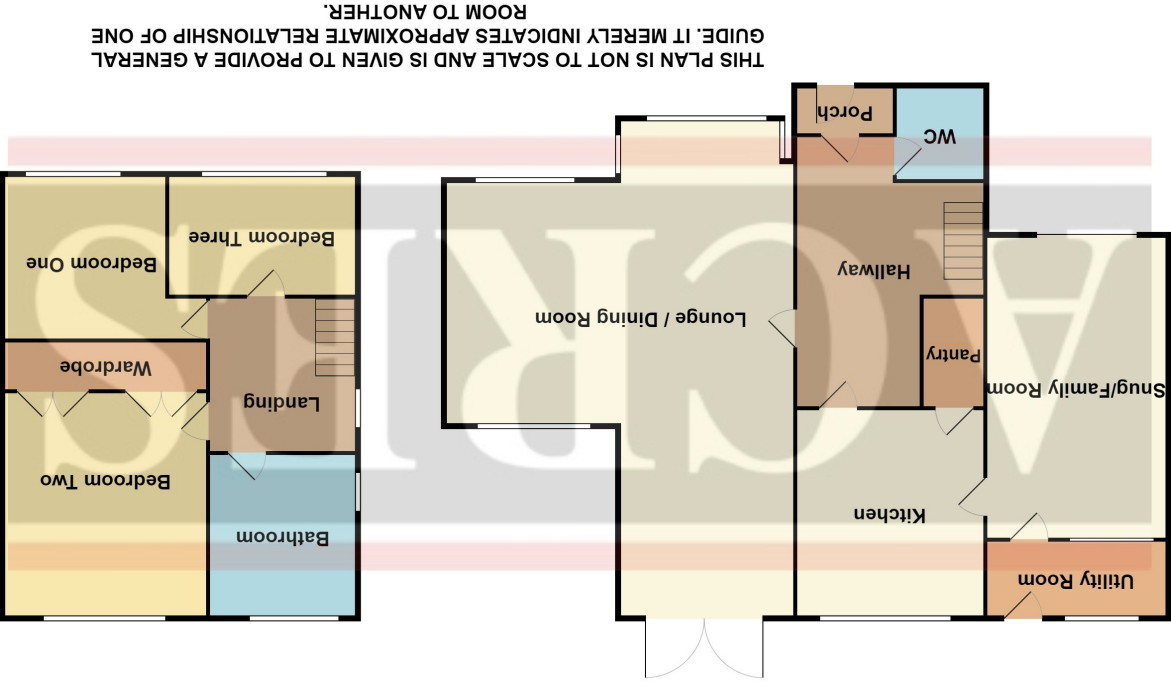 Utility Room
Kitchen
Snug/Family Room
Pantry
Lounge / Dining Room
Hallway
WC
Porch
Bathroom
Bedroom Two
Landing
Wardrobe
Bedroom Three
Bedroom One
ACRES
THIS PLAN IS NOT TO SCALE AND IS GIVEN TO PROVIDE A GENERAL
GUIDE. IT MERELY INDICATES APPROXIMATE RELATIONSHIP OF ONE
ROOM TO ANOTHER.